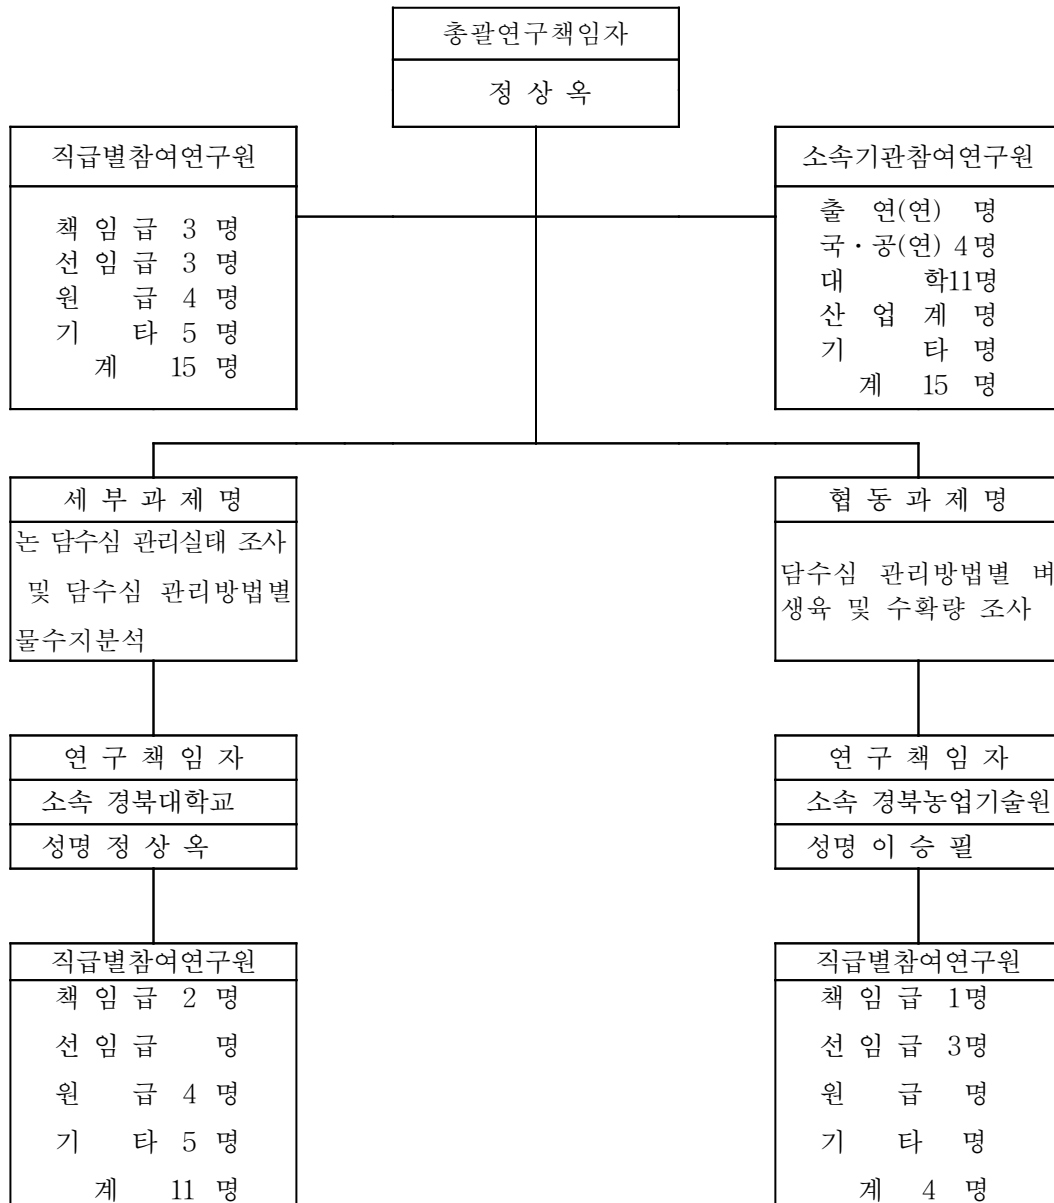 총괄연구책임자
정 상 옥
직급별참여연구원
책 임 급 3 명
선 임 급 3 명
원 급 4 명
기 타 5 명
계 15 명
소속기관참여연구원
출 연(연) 명
국·공(연) 4명
대 학11명
산 업 계 명
기 타 명
계 15 명
세 부 과 제 명
논 담수심 관리실태 조사
및 담수심 관리방법별
물수지분석
협 동 과 제 명
담수심 관리방법별 벼
생육 및 수확량 조사
연 구 책 임 자
소속 경북대학교
성명 정 상 옥
연 구 책 임 자
소속 경북농업기술원
성명 이 승 필
직급별참여연구원
책 임 급 2 명
선 임 급 명
원 급 4 명
기 타 5 명
계 11 명
직급별참여연구원
책 임 급 1명
선 임 급 3명
원 급 명
기 타 명
계 4 명